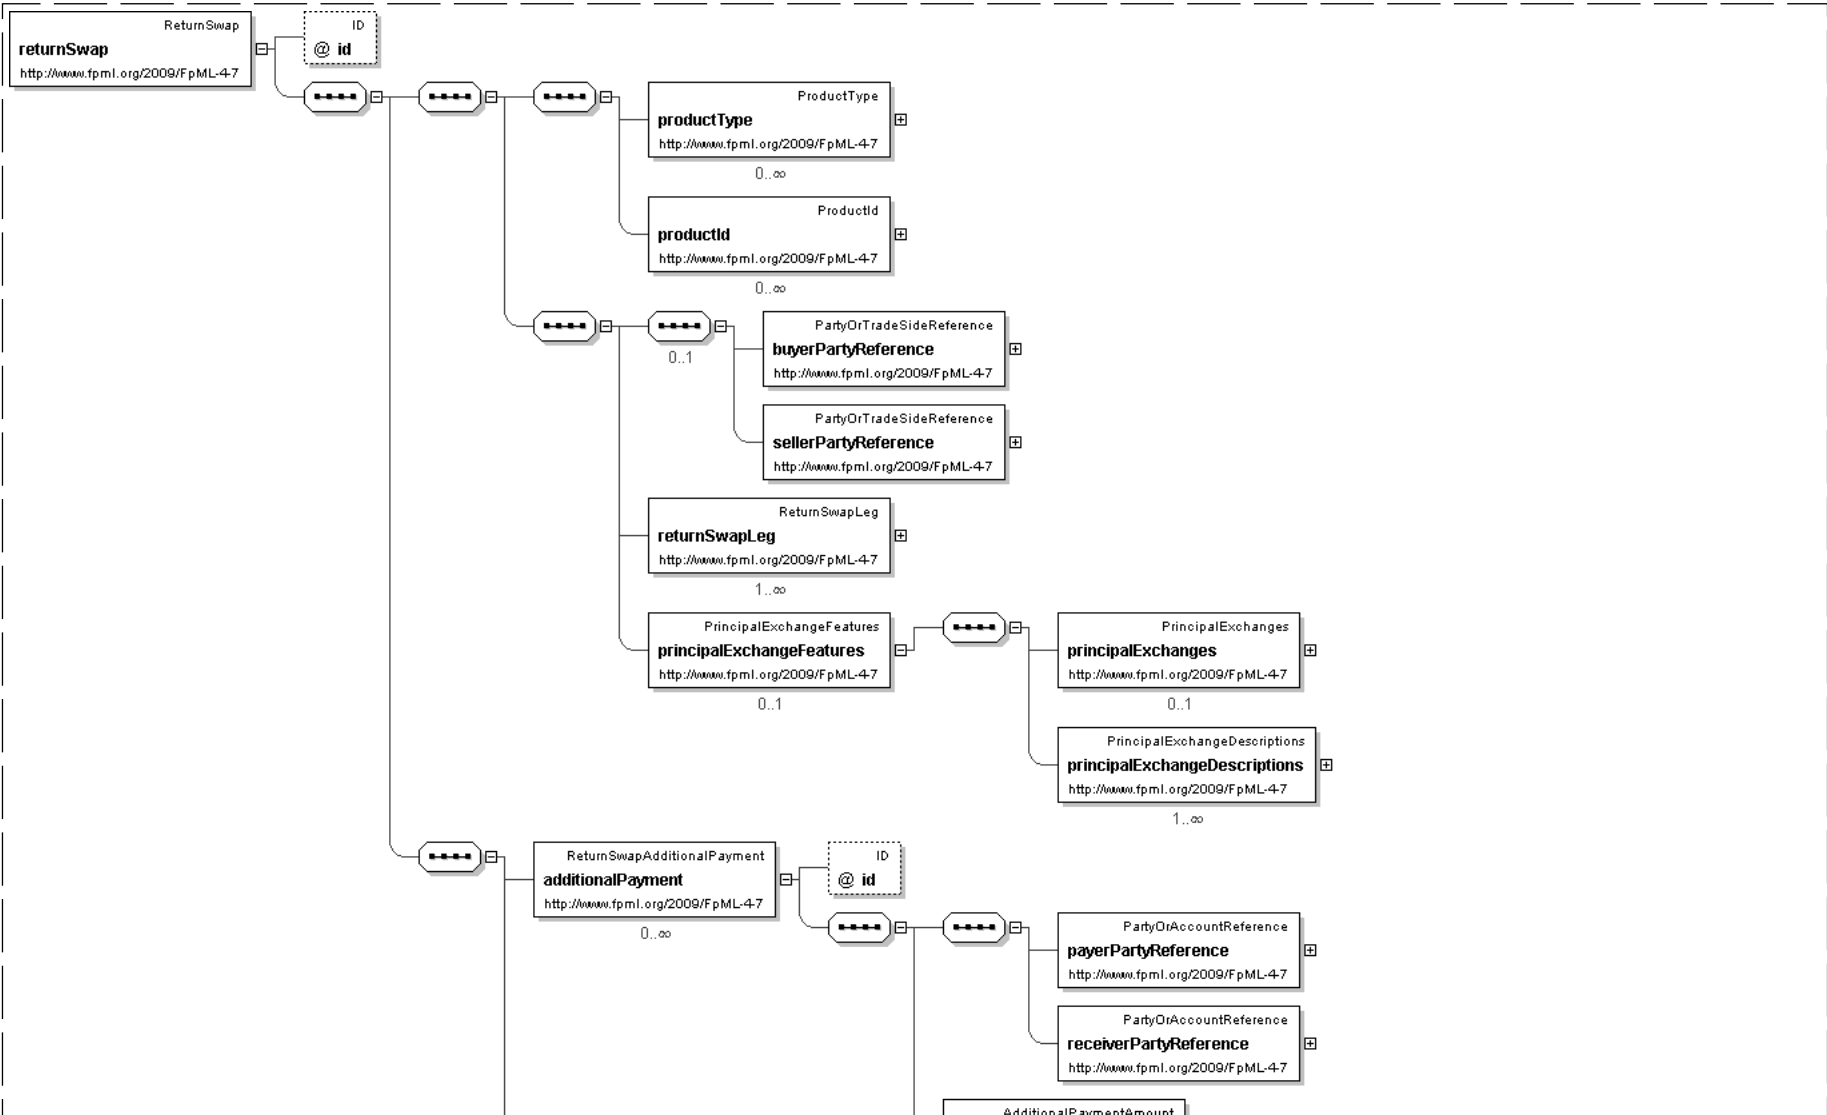 ReturnSwap
returnSwap
http://www.fpml.org/2009/FpML-4-7
ID
@ id
ProductType
productType
http://www.fpml.org/2009/FpML-4-7
0..∞
ProductId
productId
http://www.fpml.org/2009/FpML-4-7
0..∞
0..1
PartyOrTradeSideReference
buyerPartyReference
http://www.fpml.org/2009/FpML-4-7
PartyOrTradeSideReference
sellerPartyReference
http://www.fpml.org/2009/FpML-4-7
ReturnSwapLeg
returnSwapLeg
http://www.fpml.org/2009/FpML-4-7
1..∞
PrincipalExchangeFeatures
principalExchangeFeatures
http://www.fpml.org/2009/FpML-4-7
0..1
PrincipalExchanges
principalExchanges
http://www.fpml.org/2009/FpML-4-7
0..1
PrincipalExchangeDescriptions
principalExchangeDescriptions
http://www.fpml.org/2009/FpML-4-7
1..∞
ReturnSwapAdditionalPayment
additionalPayment
http://www.fpml.org/2009/FpML-4-7
0..∞
ID
@ id
PartyOrAccountReference
payerPartyReference
http://www.fpml.org/2009/FpML-4-7
PartyOrAccountReference
receiverPartyReference
http://www.fpml.org/2009/FpML-4-7
AdditionalPaymentAmount